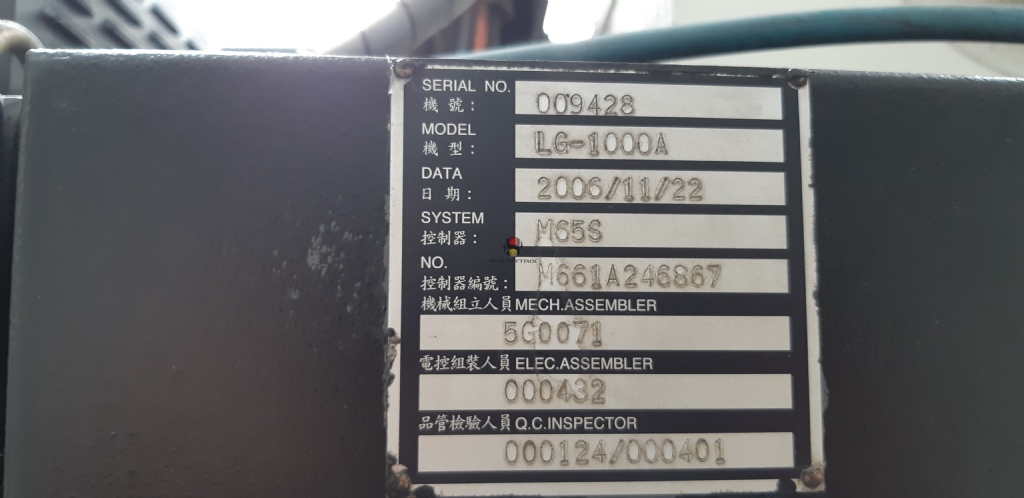 SERIAL NO.
機 號： 009428
MODEL
機 型： LG-1000A
DATA
日 期： 2006/11/22
SYSTEM
控制器： M65S
NO.
控制器編號： M661A246867
機械組立人員 MECH.ASSEMBLER
5G0071
電控組裝人員 ELEC.ASSEMBLER
000432
品管檢驗人員 Q.C.INSPECTOR
000124/000401